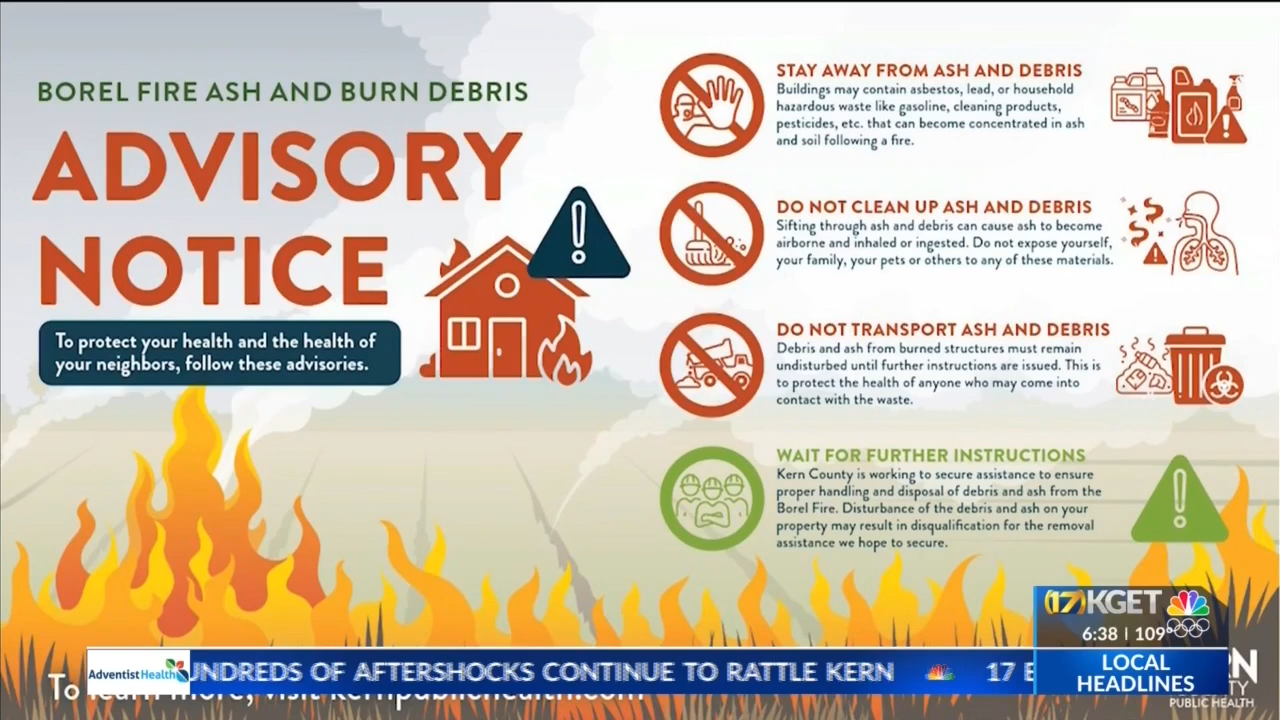 BOREL FIRE ASH AND BURN DEBRIS
ADVISORY
NOTICE
To protect your health and the health of
your neighbors, follow these advisories.
STAY AWAY FROM ASH AND DEBRIS
Buildings may contain asbestos, lead, or household
hazardous waste like gasoline, cleaning products,
pesticides, etc. that can become concentrated in ash
and soil following a fire.
DO NOT CLEAN UP ASH AND DEBRIS
Sifting through ash and debris can cause ash to become
airborne and inhaled or ingested. Do not expose yourself,
your family, your pets or others to any of these materials.
DO NOT TRANSPORT ASH AND DEBRIS
Debris and ash from burned structures must remain
undisturbed until further instructions are issued. This is
to protect the health of anyone who may come into
contact with the waste.
WAIT FOR FURTHER INSTRUCTIONS
Kern County is working to secure assistance to ensure
proper handling and disposal of debris and ash from the
Borel Fire. Disturbance of the debris and ash on your
property may result in disqualification for the removal
assistance we hope to secure.
17 KGET
6:38 | 109°
LOCAL
HEADLINES
AdventistHealth
UNDREDS OF AFTERSHOCKS CONTINUE TO RATTLE KERN
17
To learn more, visit kernpublichealth.com
PUBLIC HEALTH